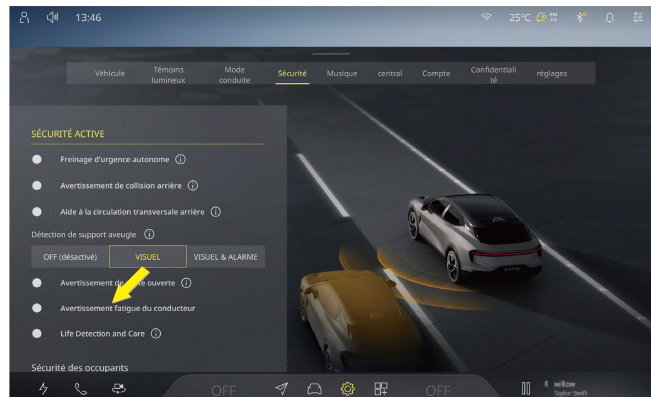 13:46
25°C
PM
2.5
Véhicule
Témoins
lumineux
Mode
conduite
Sécurité
Musique
central
Compte
Confidentiali
té
réglages
SÉCURITÉ ACTIVE
Freinage d'urgence autonome
Avertissement de collision arrière
Aide à la circulation transversale arrière
Détection de support aveugle
OFF (désactivé)
VISUEL
VISUEL & ALARME
Avertissement de ouverte
Avertissement fatigue du conducteur
Life Detection and Care
Sécurité des occupants
OFF
OFF
willow
Taylor Swift